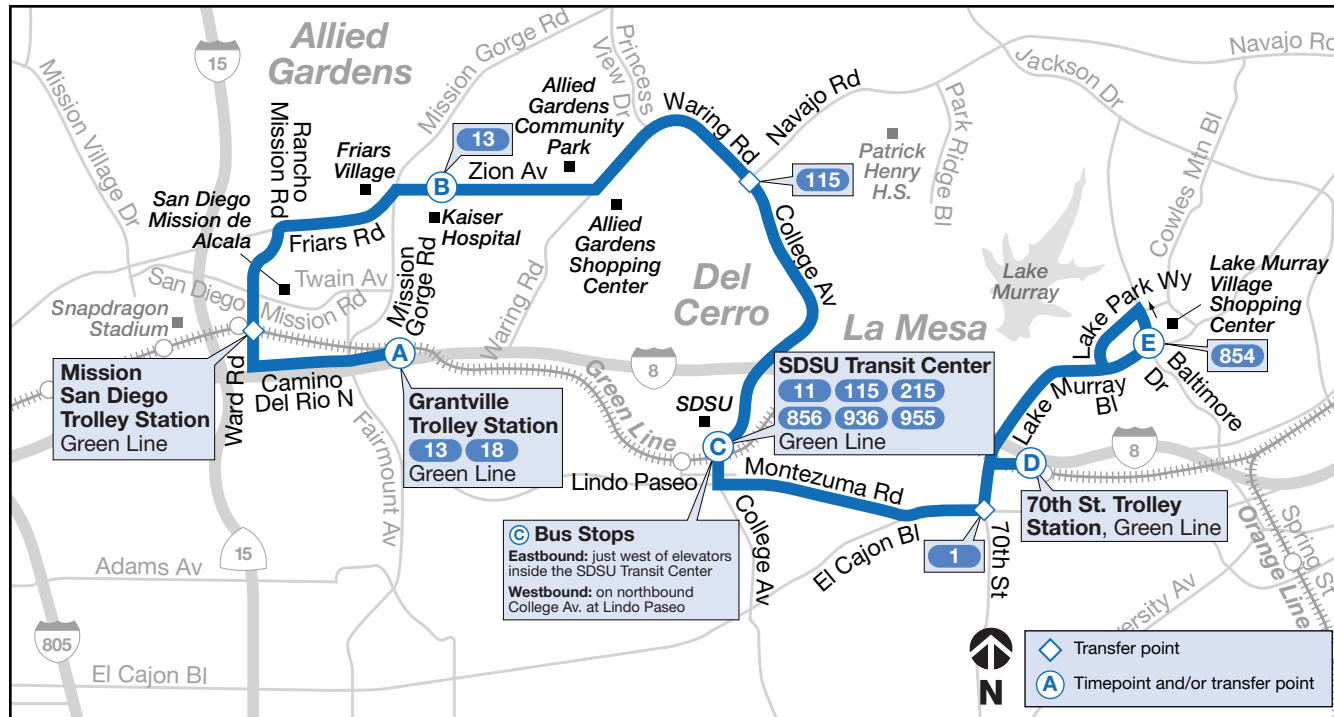 Allied
Gardens
15
Mission Village Dr
Rancho
Mission Rd
Friars
Village
San Diego
Mission de
Alcala
Friars Rd
Twain Av
San Diego Mission Rd
Snapdragon
Stadium
Mission
San Diego
Trolley Station
Green Line
Ward Rd
Camino
Del Rio N
A
Mission
Gorge Rd
Grantville
Trolley Station
13 18
Green Line
Fairmount Av
13
B
Zion Av
Kaiser
Hospital
Mission Gorge Rd
Allied
Gardens
Community
Park
Princess
View Dr
Waring Rd
Allied
Gardens
Shopping
Center
Waring Rd
Navajo Rd
115
Patrick
Henry
H.S.
Park Ridge Bl
Jackson Dr
Navajo Rd
Cowles Mtn Bl
College Av
Del
Cerro
La Mesa
Lake
Murray
Lake Park Wy
Lake Murray
Village
Shopping
Center
E
854
Baltimore
Dr
Lake Murray
Bl
8
Green Line
SDSU
C
SDSU Transit Center
11 115 215
856 936 955
Green Line
Lindo Paseo
Montezuma Rd
D
8
70th St. Trolley
Station, Green Line
C Bus Stops
Eastbound: just west of elevators
inside the SDSU Transit Center
Westbound: on northbound
College Av. at Lindo Paseo
College Av
El Cajon Bl
1
70th St
Orange Line
Spring St
ersity Av
Adams Av
15
805
El Cajon Bl
N
Transfer point
A Timepoint and/or transfer point